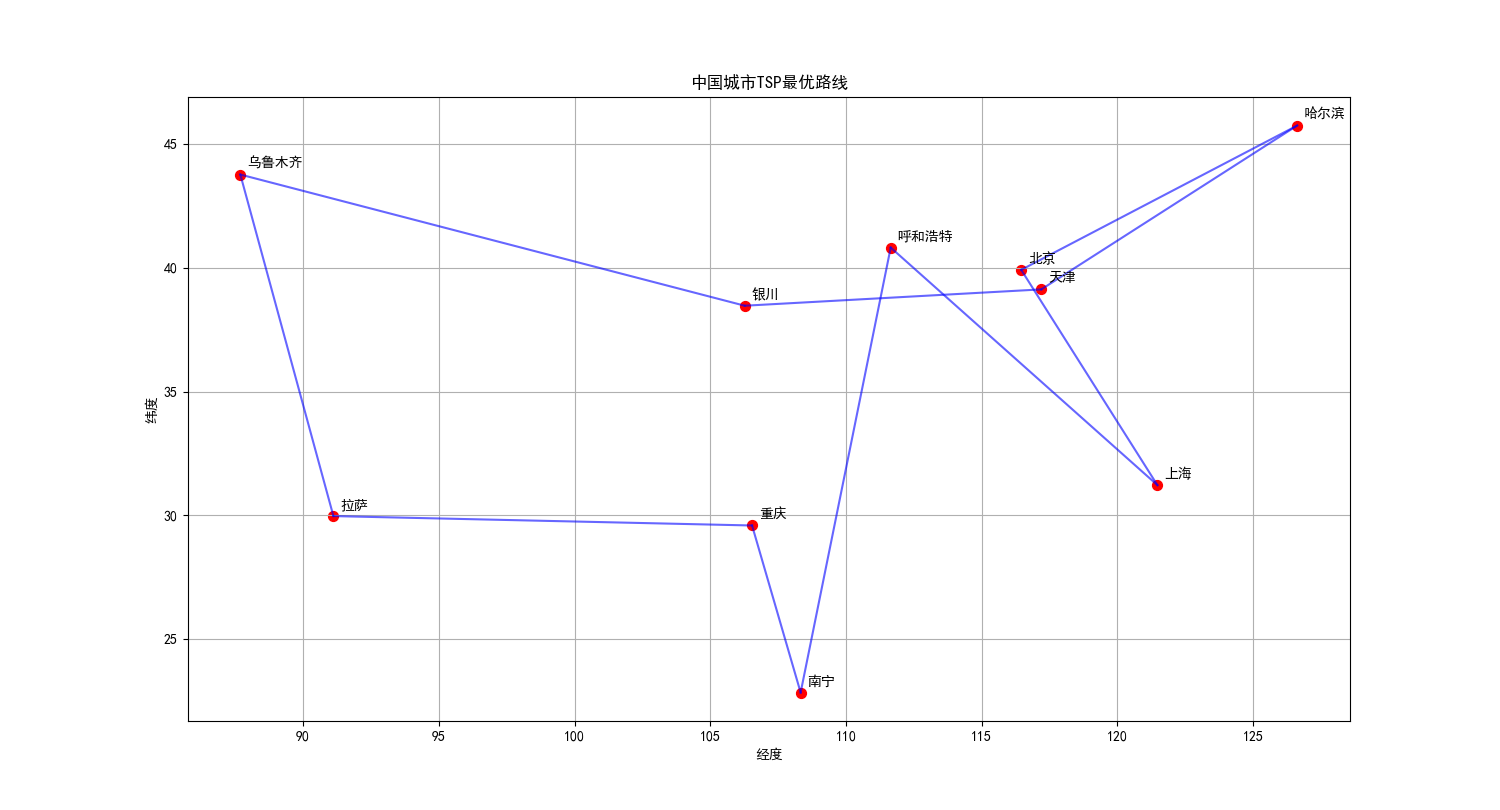 中国城市TSP最优路线
哈尔滨
45
乌鲁木齐
呼和浩特
北京
40
天津
银川
35
纬度
上海
拉萨
重庆
30
25
南宁
90
95
100
105
110
115
120
125
经度